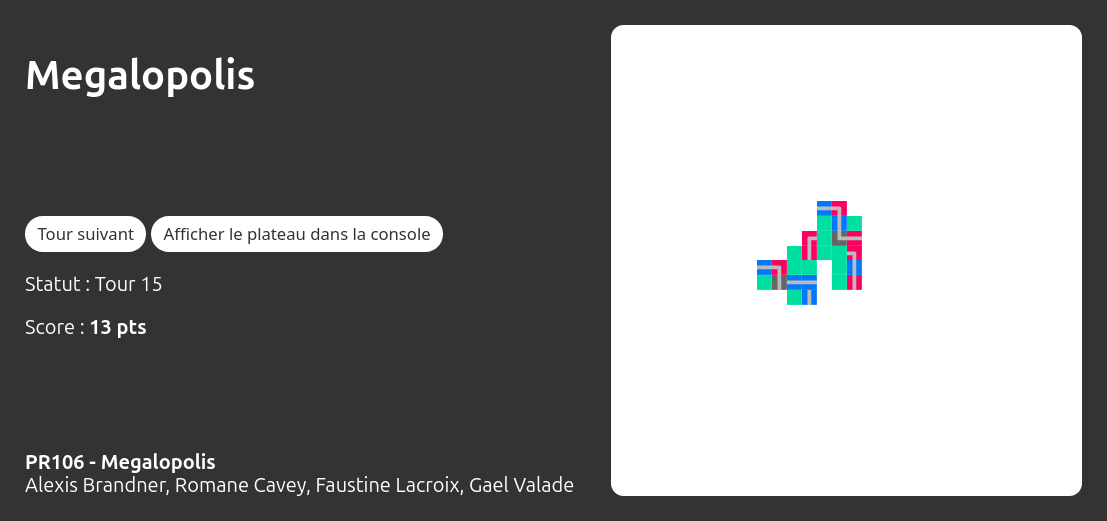 Megalopolis
Tour suivant
Afficher le plateau dans la console
Statut : Tour 15
Score : 13 pts
PR106 - Megalopolis
Alexis Brandner, Romane Cavey, Faustine Lacroix, Gael Valade